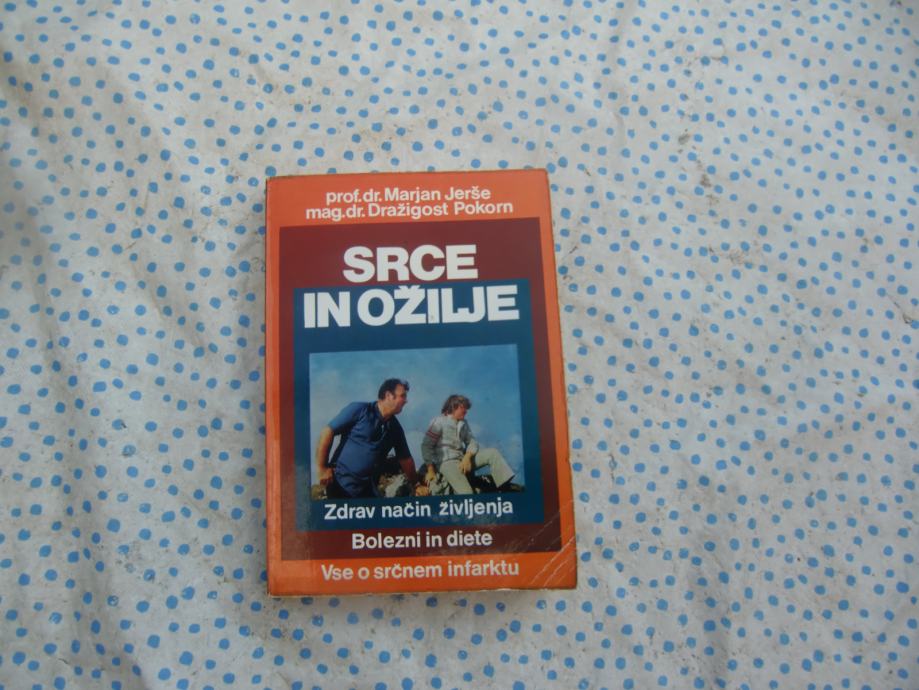 prof.dr.Marjan Jerše
mag.dr.Dražigost Pokorn
SRCE
IN OŽILJE
Zdrav način življenja
Bolezni in diete
Vse o srčnem infarktu